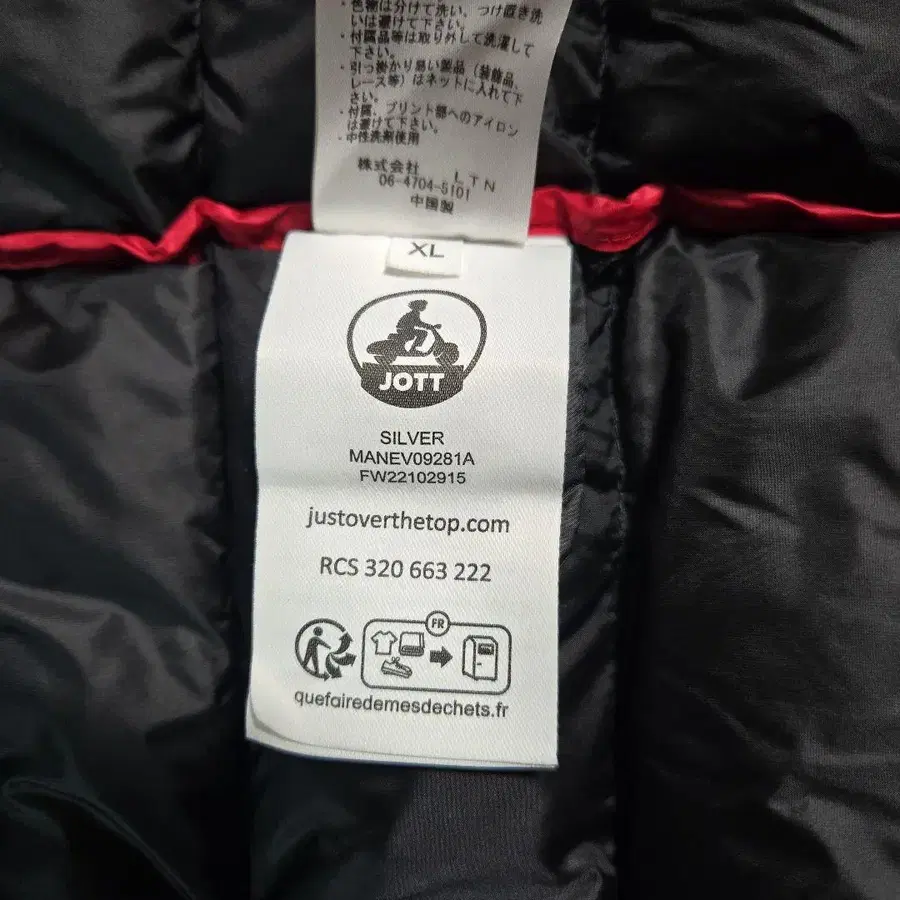 ・色物は分けて洗い、つけ置き洗
いは避けて下さい。
・付属品等は取り外して洗濯して
下さい。
・引っ掛かり易い製品（装飾品、
レース等）はネットに入れて下
さい。
・付属、プリント部へのアイロン
は避けて下さい。
・中性洗剤使用
株式会社 LTN
06-4704-5101
中国製
XL
JOTT
SILVER
MANEV09281A
FW22102915
justoverthetop.com
RCS 320 663 222
FR
quefairedemesdechets.fr